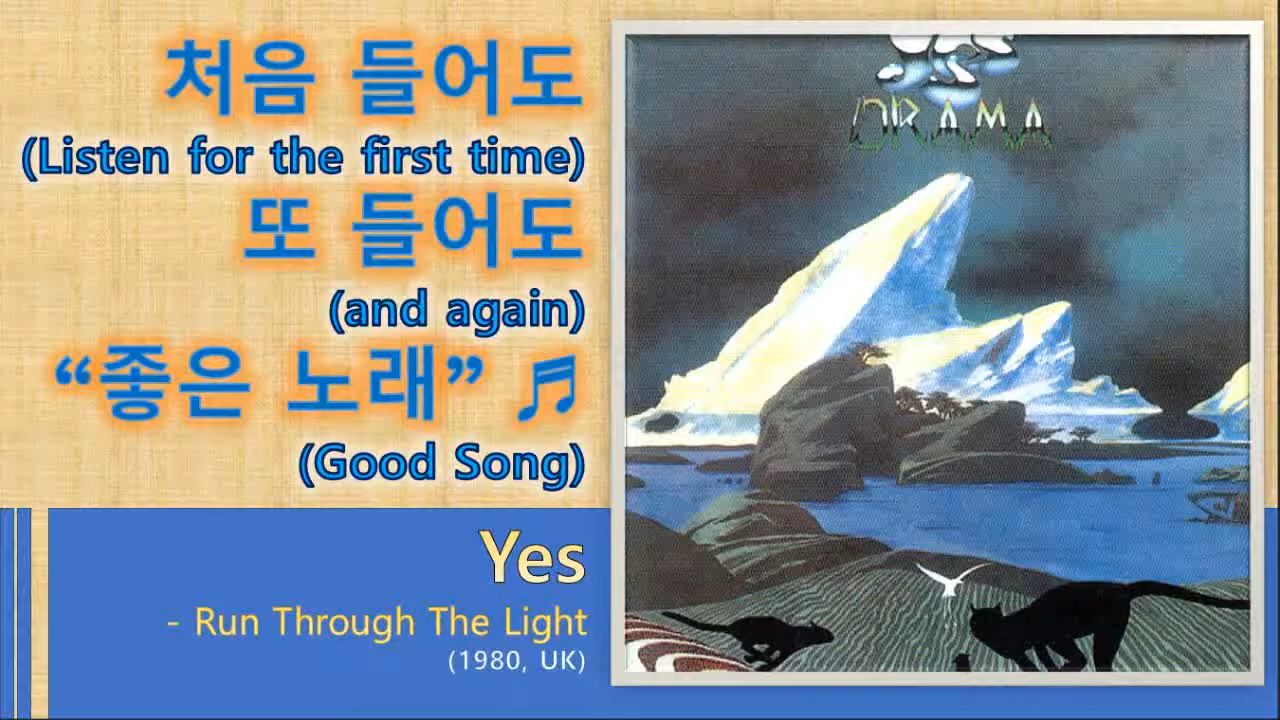 처음 들어도
(Listen for the first time)
또 들어도
(and again)
“좋은 노래” ♬
(Good Song)
Yes
- Run Through The Light
(1980, UK)
yes
DRAMA